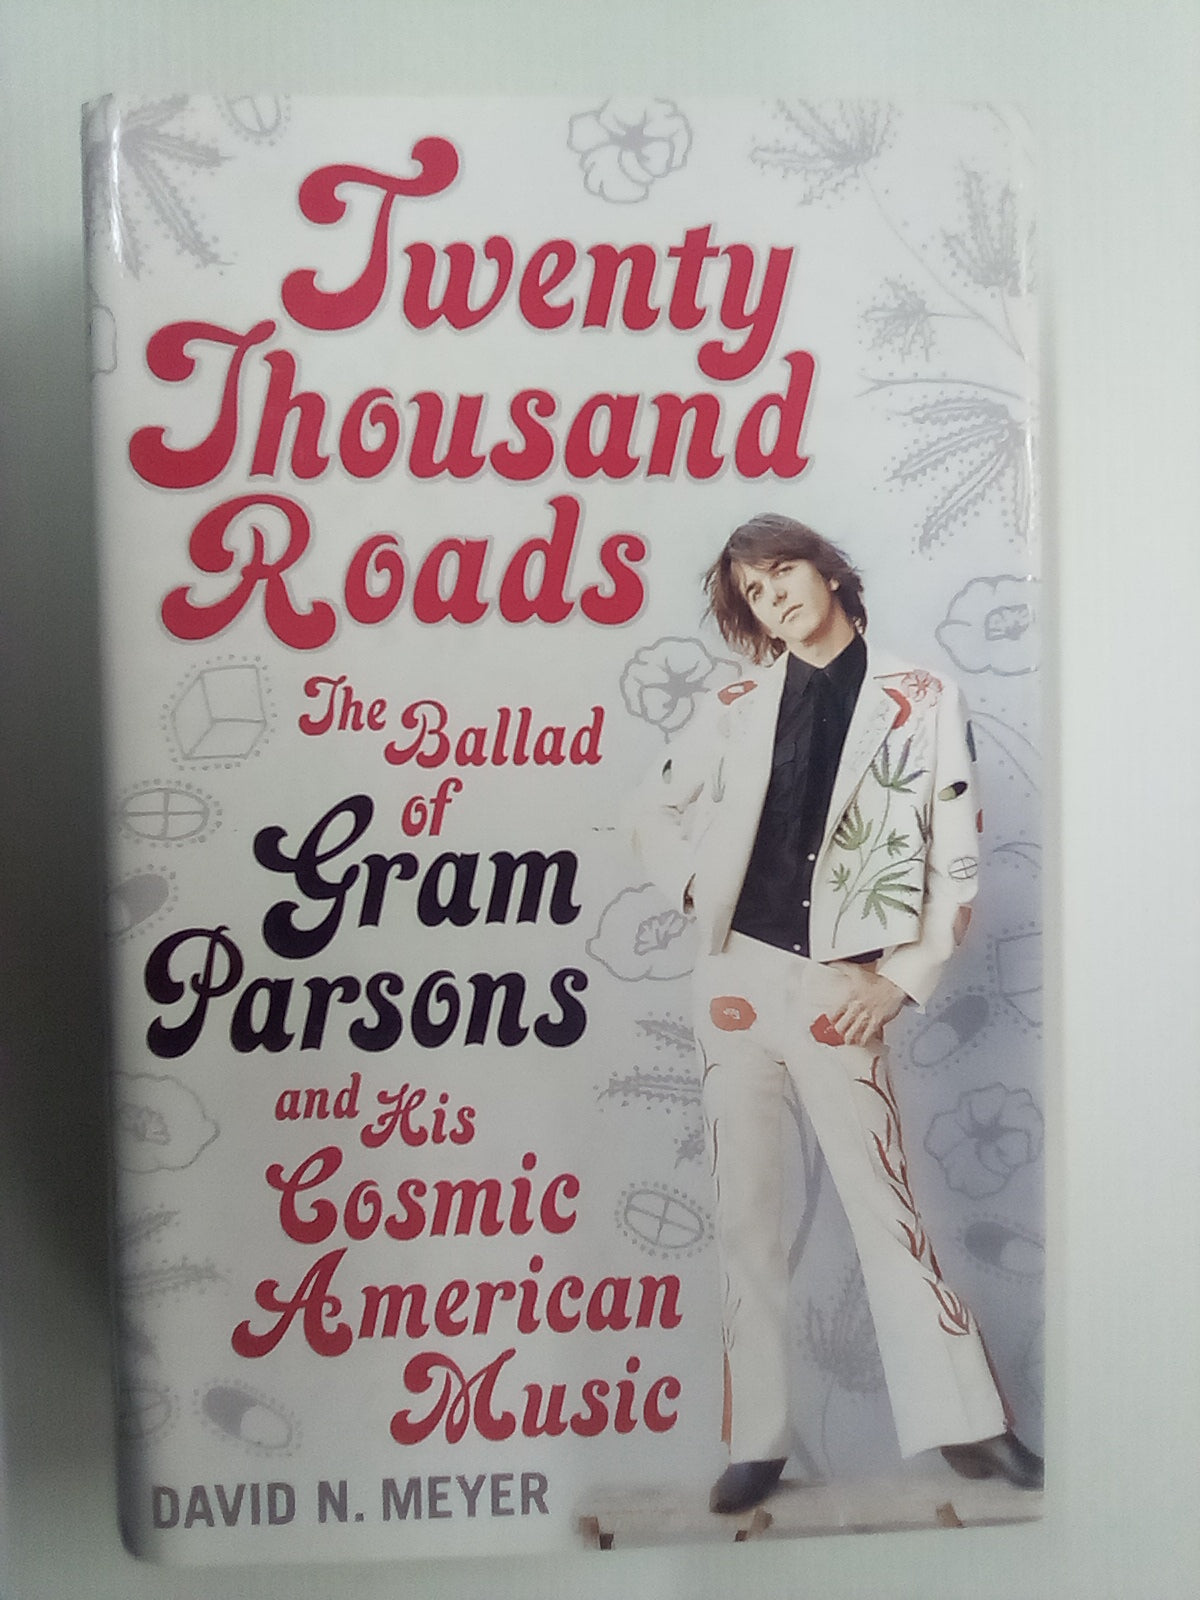 Twenty
Thousand
Roads
The Ballad
of
Gram
Parsons
and His
Cosmic
American
Music
DAVID N. MEYER